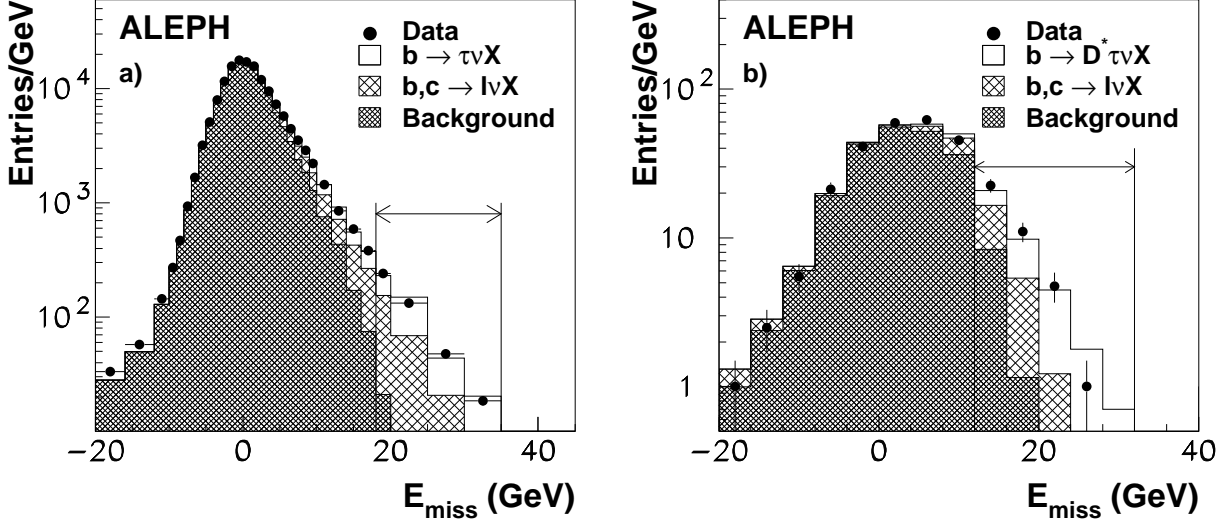 ALEPH
a)
Data
b → τνX
b,c → lνX
Background
Entries/GeV
10⁴
10³
10²
−20 0 20 40
E_miss (GeV)
ALEPH
b)
Data
b → D* τνX
b,c → lνX
Background
Entries/GeV
10²
10
1
−20 0 20 40
E_miss (GeV)